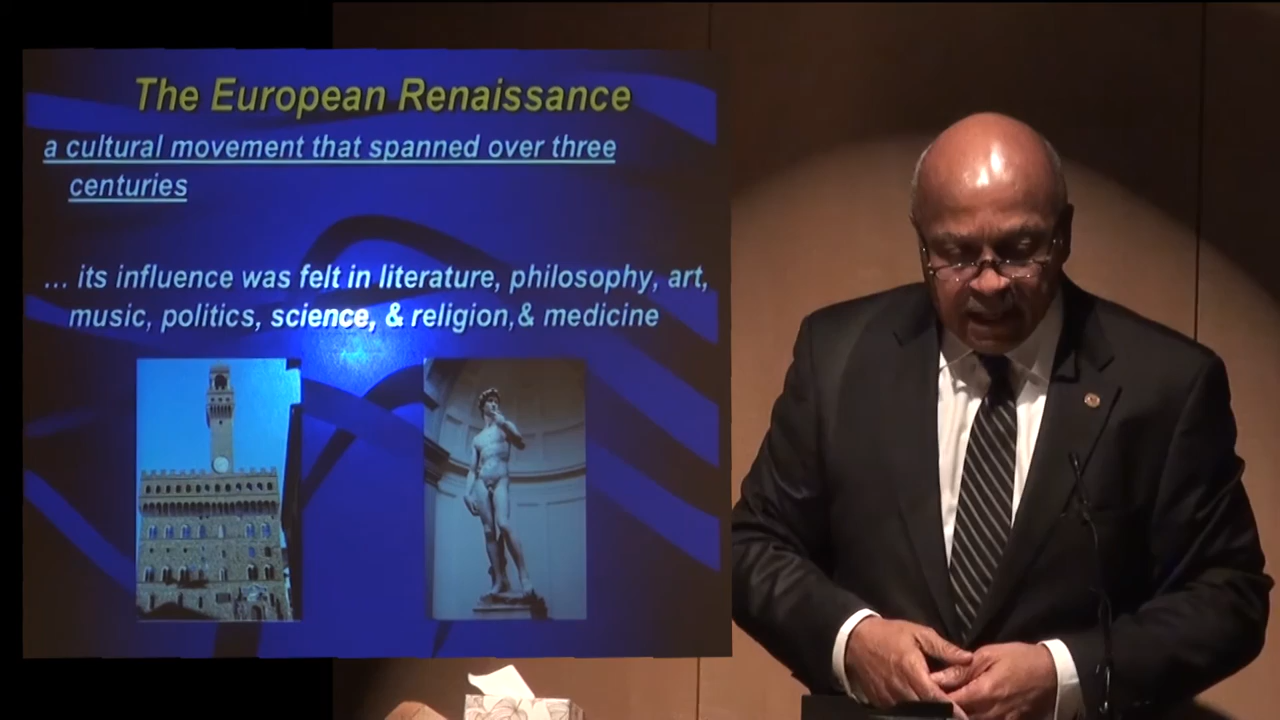 The European Renaissance
a cultural movement that spanned over three
centuries
... its influence was felt in literature, philosophy, art,
music, politics, science, & religion,& medicine